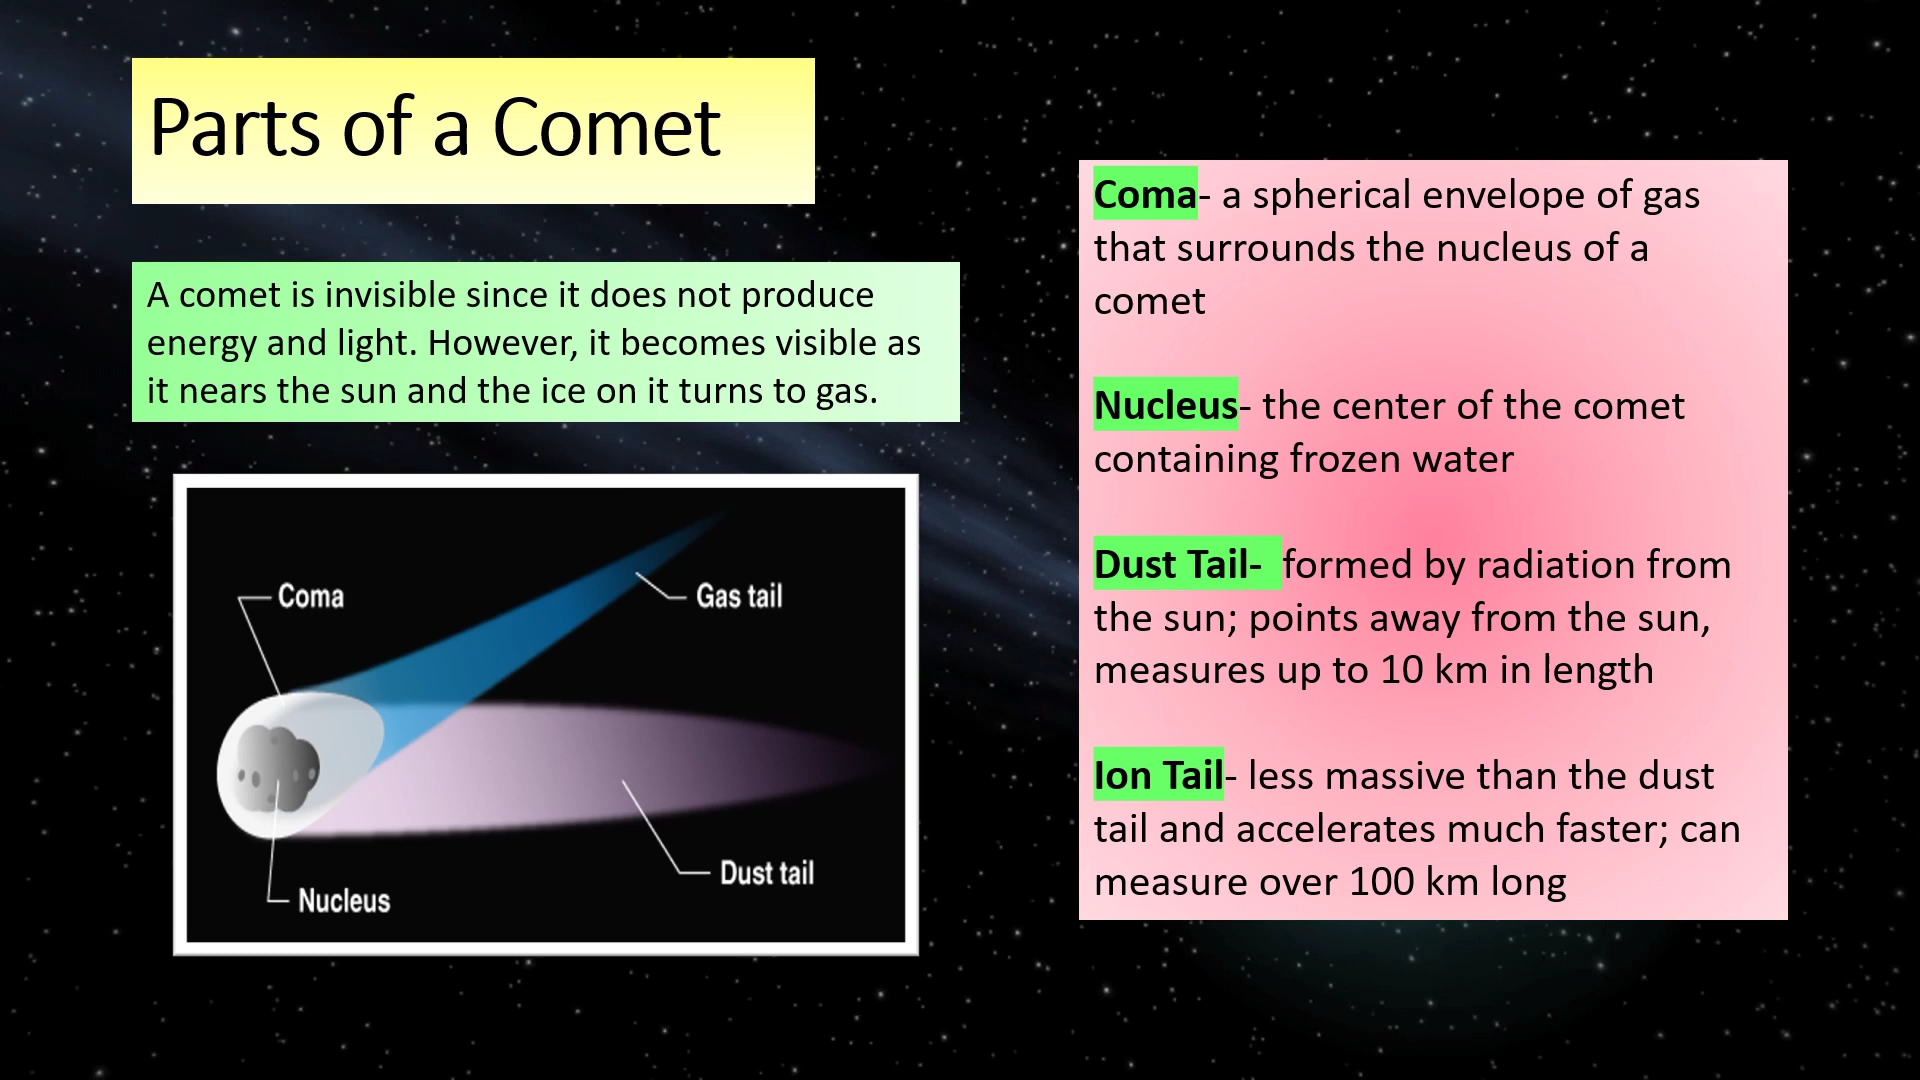 Parts of a Comet
A comet is invisible since it does not produce
energy and light. However, it becomes visible as
it nears the sun and the ice on it turns to gas.
Coma
Gas tail
Dust tail
Nucleus
Coma- a spherical envelope of gas
that surrounds the nucleus of a
comet
Nucleus- the center of the comet
containing frozen water
Dust Tail- formed by radiation from
the sun; points away from the sun,
measures up to 10 km in length
Ion Tail- less massive than the dust
tail and accelerates much faster; can
measure over 100 km long